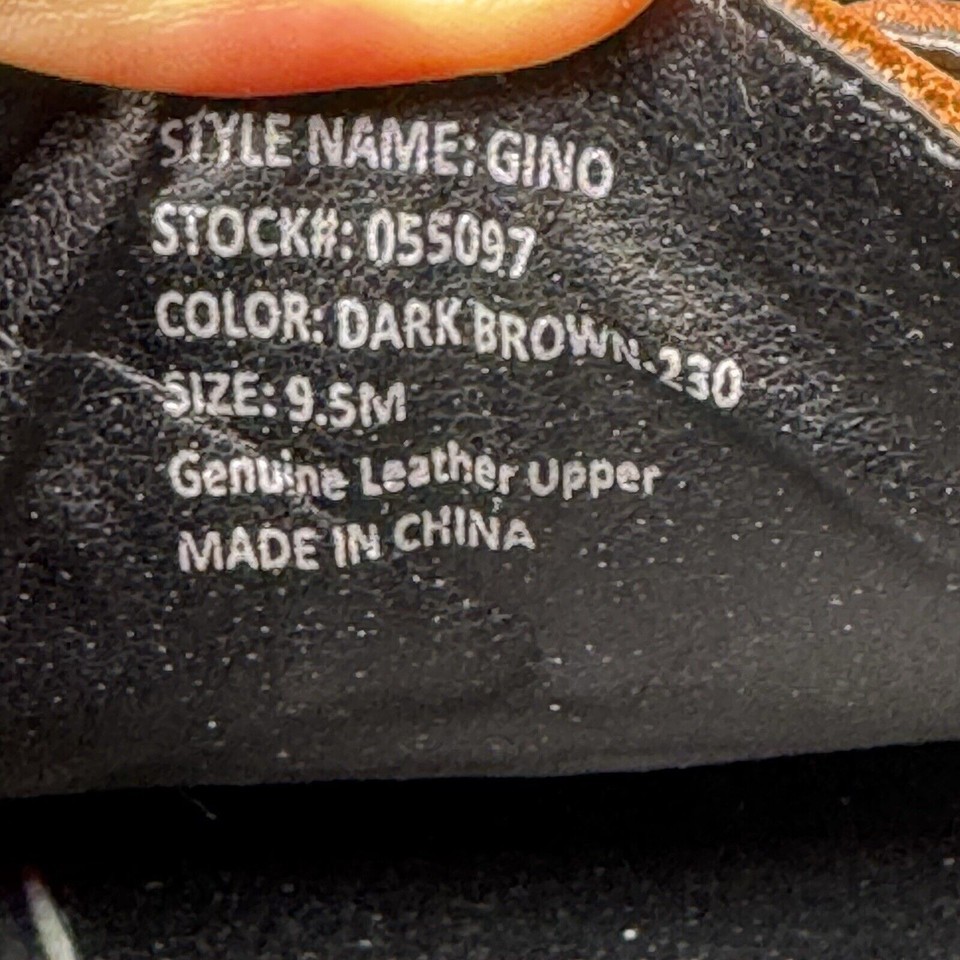 STYLE NAME: GINO
STOCK#: 055097
COLOR: DARK BROWN-230
SIZE: 9.5M
Genuine Leather Upper
MADE IN CHINA